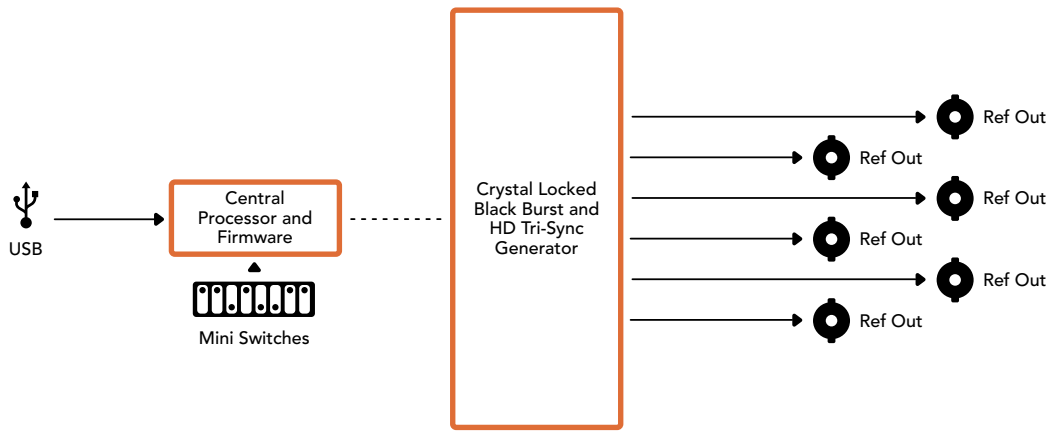 USB
Central
Processor and
Firmware
Mini Switches
Crystal Locked
Black Burst and
HD Tri-Sync
Generator
Ref Out
Ref Out
Ref Out
Ref Out
Ref Out
Ref Out